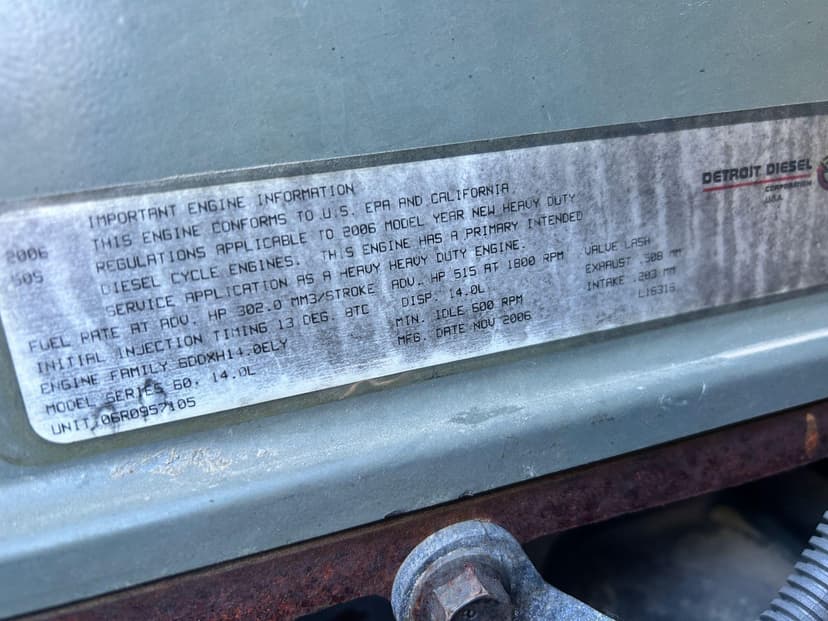 DETROIT DIESEL
CORPORATION
U.S.A.
2006
50S
IMPORTANT ENGINE INFORMATION
THIS ENGINE CONFORMS TO U.S. EPA AND CALIFORNIA
REGULATIONS APPLICABLE TO 2006 MODEL YEAR NEW HEAVY DUTY
DIESEL CYCLE ENGINES. THIS ENGINE HAS A PRIMARY INTENDED
SERVICE APPLICATION AS A HEAVY HEAVY DUTY ENGINE.
FUEL RATE AT ADV. HP 302.0 MM3/STROKE ADV. HP 515 AT 1800 RPM VALVE LASH
INITIAL INJECTION TIMING 13 DEG. BTC DISP. 14.0L EXHAUST .508 MM
ENGINE FAMILY 6DDXH14.0ELY MIN. IDLE 600 RPM INTAKE .203 MM
MODEL SERIES 60, 14.0L MFG. DATE NOV 2006 L16316
UNIT:06R0957105